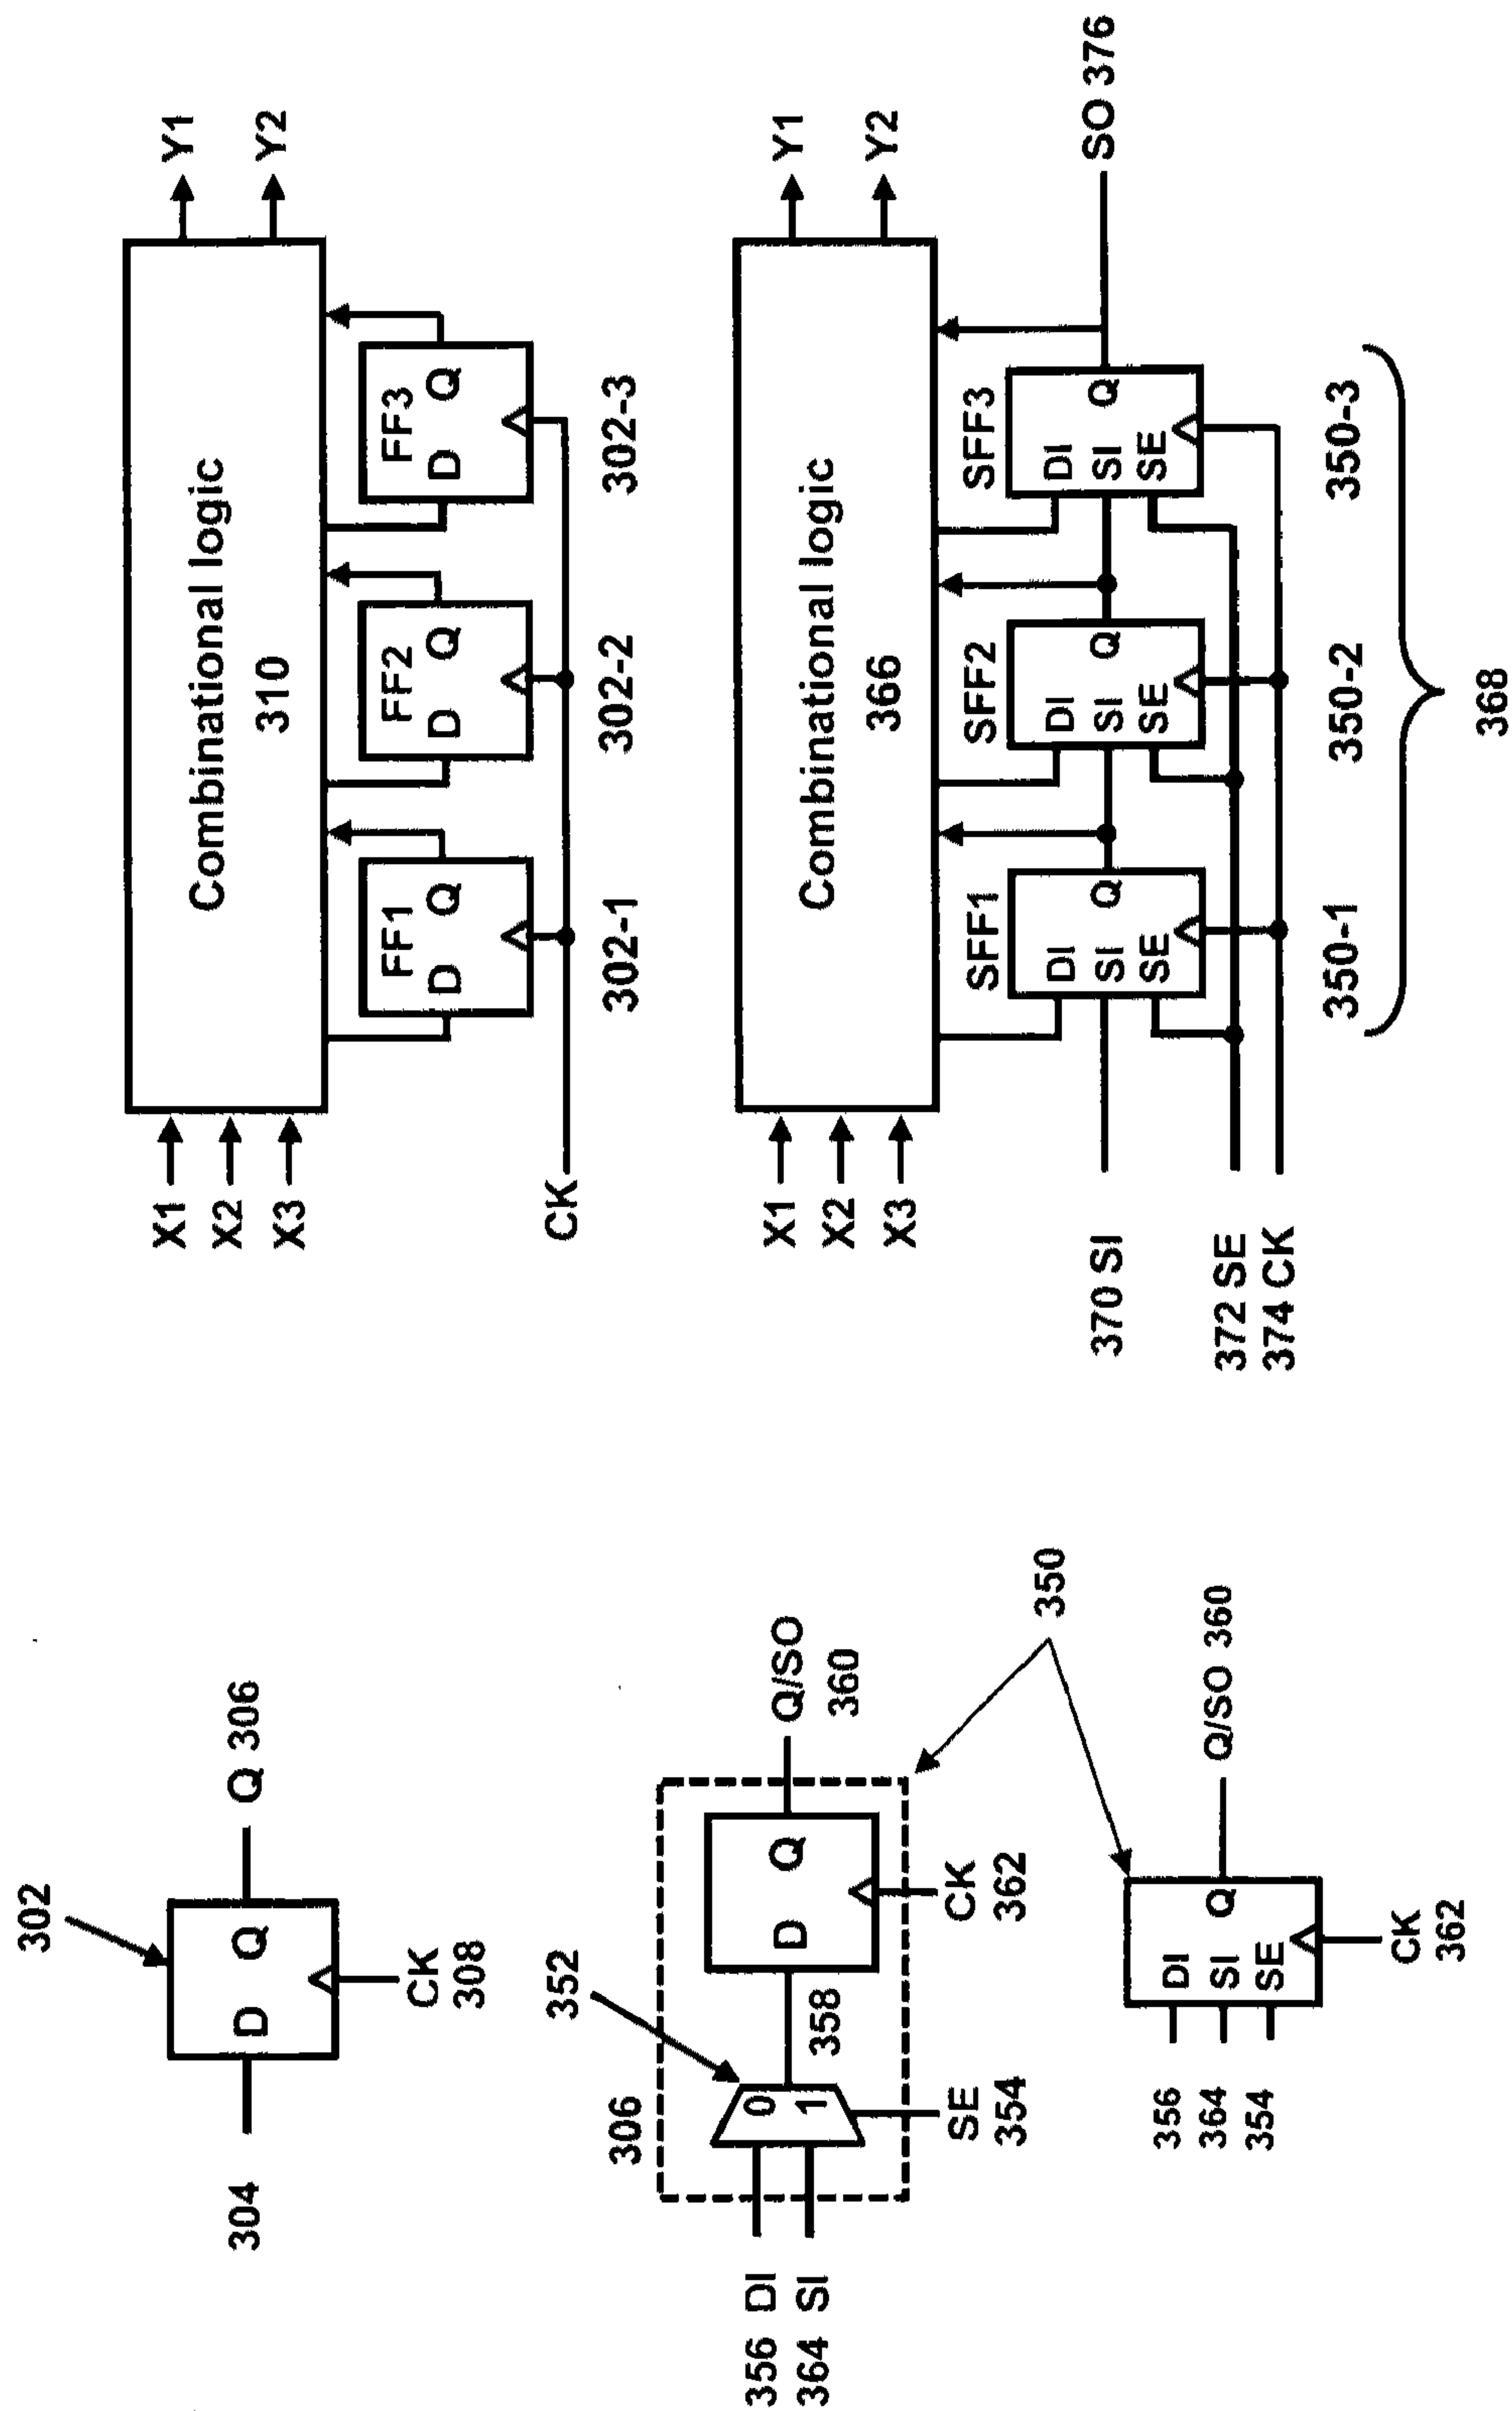 302
D Q
304
Q 306
CK
308
352
306
0
1
D Q
358
356 DI
364 SI
SE
354
CK
362
Q/SO
360
350
DI
SI
SE
Q
356
364
354
Q/SO 360
CK
362
X1
X2
X3
Combinational logic
310
Y1
Y2
FF1
D Q
FF2
D Q
FF3
D Q
CK
302-1
302-2
302-3
X1
X2
X3
Combinational logic
366
Y1
Y2
SFF1
DI
SI
SE
Q
SFF2
DI
SI
SE
Q
SFF3
DI
SI
SE
Q
370 SI
372 SE
374 CK
SO 376
350-1
350-2
350-3
368